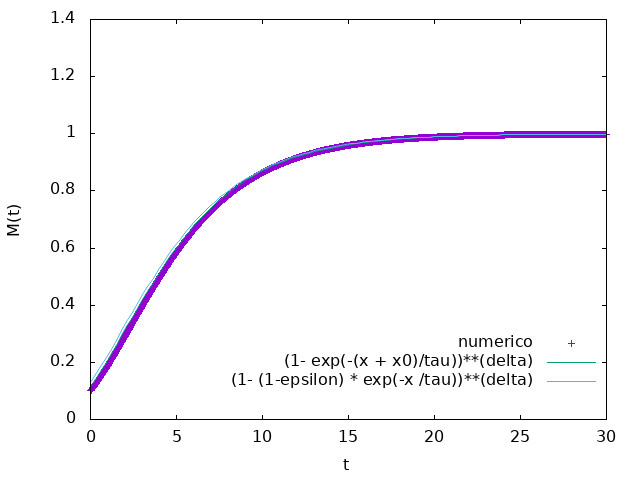 1.4
1.2
1
0.8
0.6
0.4
0.2
0
M(t)
numerico
(1- exp(-(x + x0)/tau))**(delta)
(1- (1-epsilon) * exp(-x /tau))**(delta)
0 5 10 15 20 25 30
t